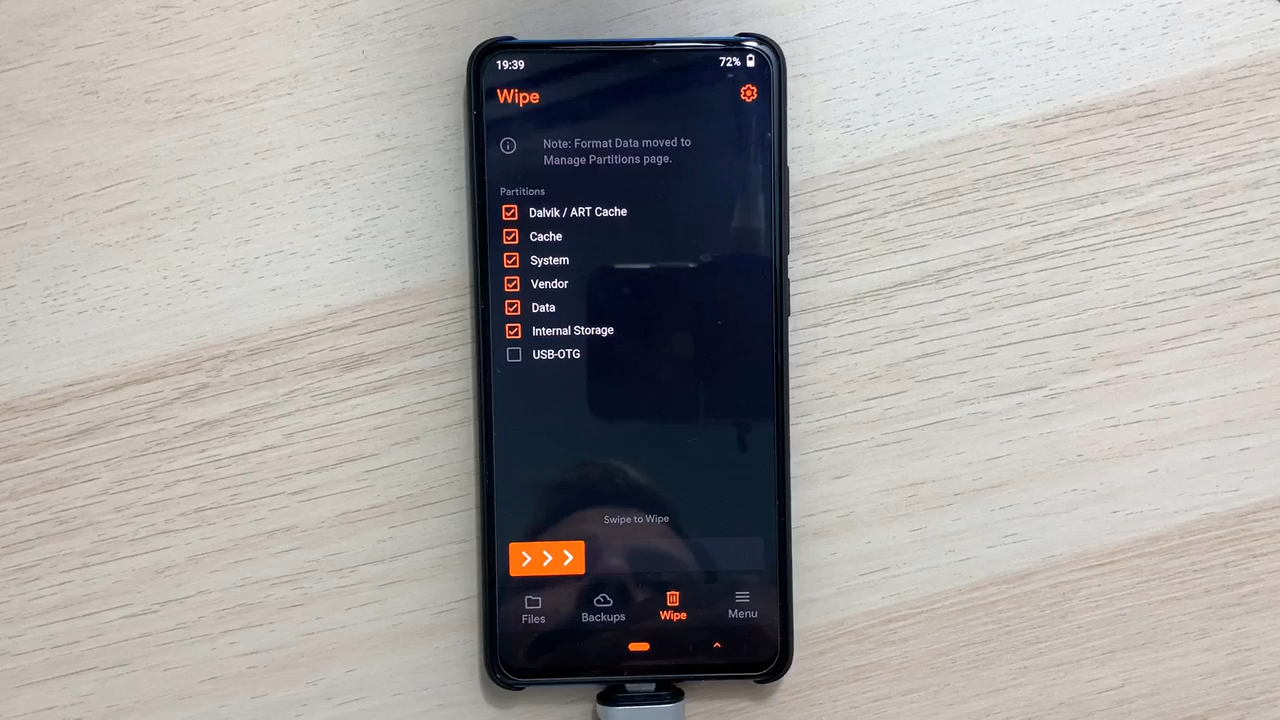 19:39
72%
Wipe
Note: Format Data moved to
Manage Partitions page.
Partitions
Dalvik / ART Cache
Cache
System
Vendor
Data
Internal Storage
USB-OTG
Swipe to Wipe
Files
Backups
Wipe
Menu